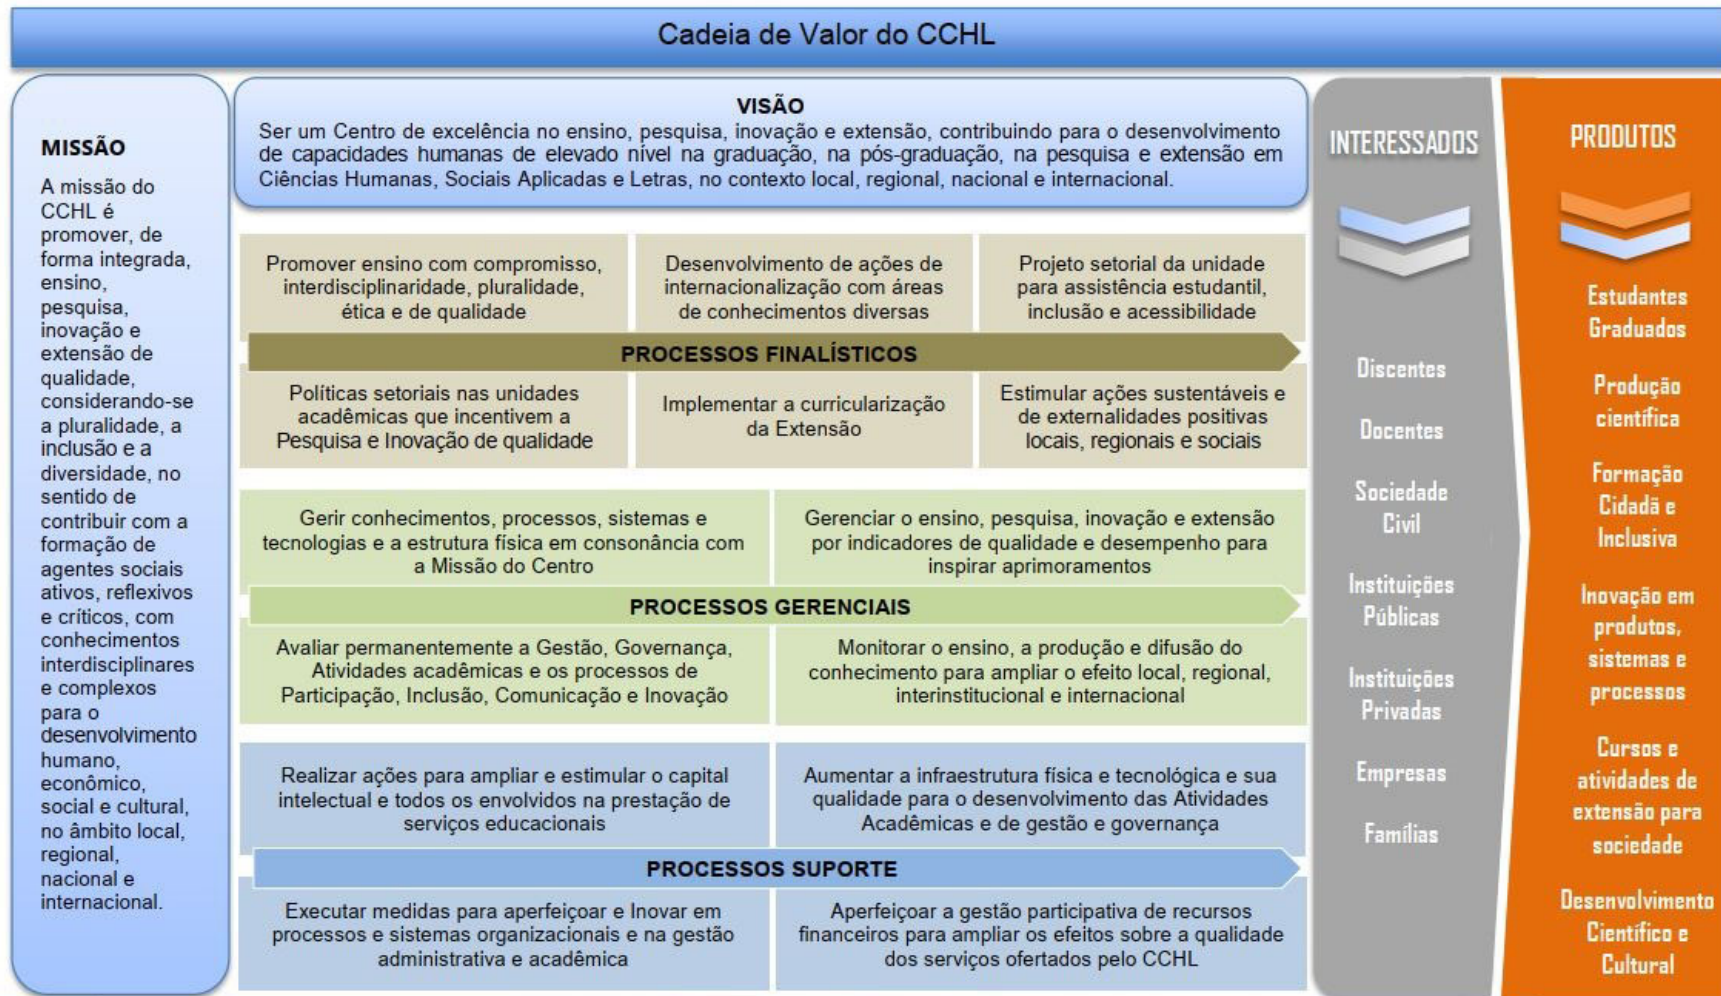 Cadeia de Valor do CCHL
MISSÃO
A missão do
CCHL é
promover, de
forma integrada,
ensino,
pesquisa,
inovação e
extensão de
qualidade,
considerando-se
a pluralidade, a
inclusão e a
diversidade, no
sentido de
contribuir com a
formação de
agentes sociais
ativos, reflexivos
e críticos, com
conhecimentos
interdisciplinares
e complexos
para o
desenvolvimento
humano,
econômico,
social e cultural,
no âmbito local,
regional,
nacional e
internacional.
VISÃO
Ser um Centro de excelência no ensino, pesquisa, inovação e extensão, contribuindo para o desenvolvimento
de capacidades humanas de elevado nível na graduação, na pós-graduação, na pesquisa e extensão em
Ciências Humanas, Sociais Aplicadas e Letras, no contexto local, regional, nacional e internacional.
Promover ensino com compromisso,
interdisciplinaridade, pluralidade,
ética e de qualidade
Desenvolvimento de ações de
internacionalização com áreas
de conhecimentos diversas
Projeto setorial da unidade
para assistência estudantil,
inclusão e acessibilidade
PROCESSOS FINALÍSTICOS
Políticas setoriais nas unidades
acadêmicas que incentivem a
Pesquisa e Inovação de qualidade
Implementar a curricularização
da Extensão
Estimular ações sustentáveis e
de externalidades positivas
locais, regionais e sociais
Gerir conhecimentos, processos, sistemas e
tecnologias e a estrutura física em consonância com
a Missão do Centro
Gerenciar o ensino, pesquisa, inovação e extensão
por indicadores de qualidade e desempenho para
inspirar aprimoramentos
PROCESSOS GERENCIAIS
Avaliar permanentemente a Gestão, Governança,
Atividades acadêmicas e os processos de
Participação, Inclusão, Comunicação e Inovação
Monitorar o ensino, a produção e difusão do
conhecimento para ampliar o efeito local, regional,
interinstitucional e internacional
Realizar ações para ampliar e estimular o capital
intelectual e todos os envolvidos na prestação de
serviços educacionais
Aumentar a infraestrutura física e tecnológica e sua
qualidade para o desenvolvimento das Atividades
Acadêmicas e de gestão e governança
PROCESSOS SUPORTE
Executar medidas para aperfeiçoar e Inovar em
processos e sistemas organizacionais e na gestão
administrativa e acadêmica
Aperfeiçoar a gestão participativa de recursos
financeiros para ampliar os efeitos sobre a qualidade
dos serviços ofertados pelo CCHL
INTERESSADOS
Discentes
Docentes
Sociedade
Civil
Instituições
Públicas
Instituições
Privadas
Empresas
Famílias
PRODUTOS
Estudantes
Graduados
Produção
científica
Formação
Cidadã e
Inclusiva
Inovação em
produtos,
sistemas e
processos
Cursos e
atividades de
extensão para
sociedade
Desenvolvimento
Científico e
Cultural